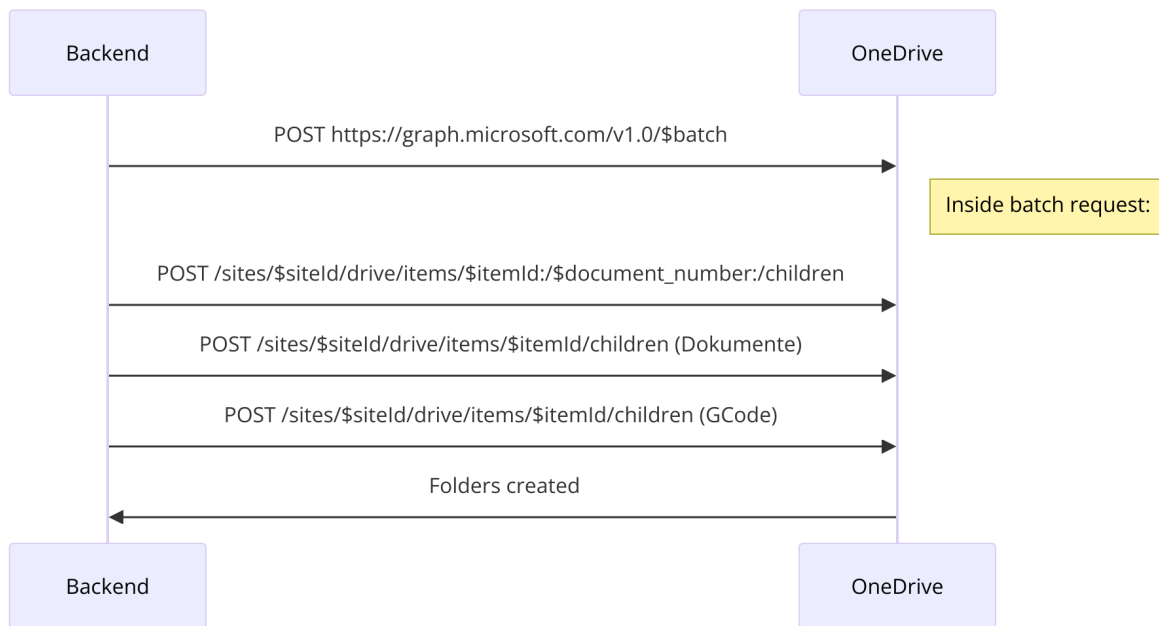 Backend
OneDrive
POST https://graph.microsoft.com/v1.0/$batch
Inside batch request:
POST /sites/$siteId/drive/items/$itemId:/$document_number:/children
POST /sites/$siteId/drive/items/$itemId/children (Dokumente)
POST /sites/$siteId/drive/items/$itemId/children (GCode)
Folders created
Backend
OneDrive